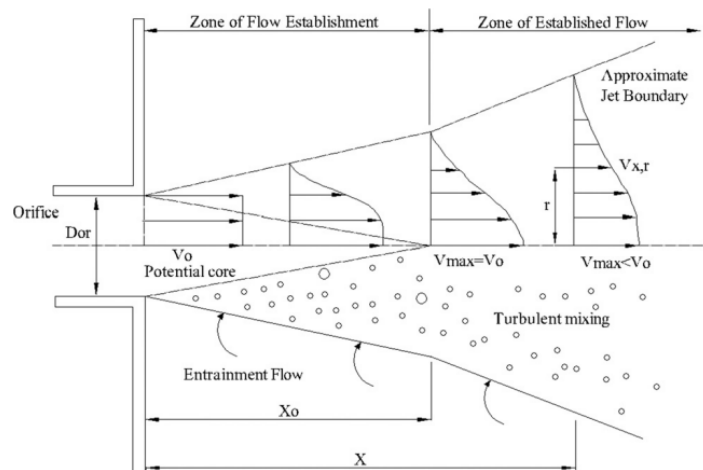 Zone of Flow Establishment
Zone of Established Flow
Approximate
Jet Boundary
Vx,r
r
Orifice
Dor
Vo
Potential core
Vmax=Vo
Vmax<Vo
Turbulent mixing
Entrainment Flow
Xo
X